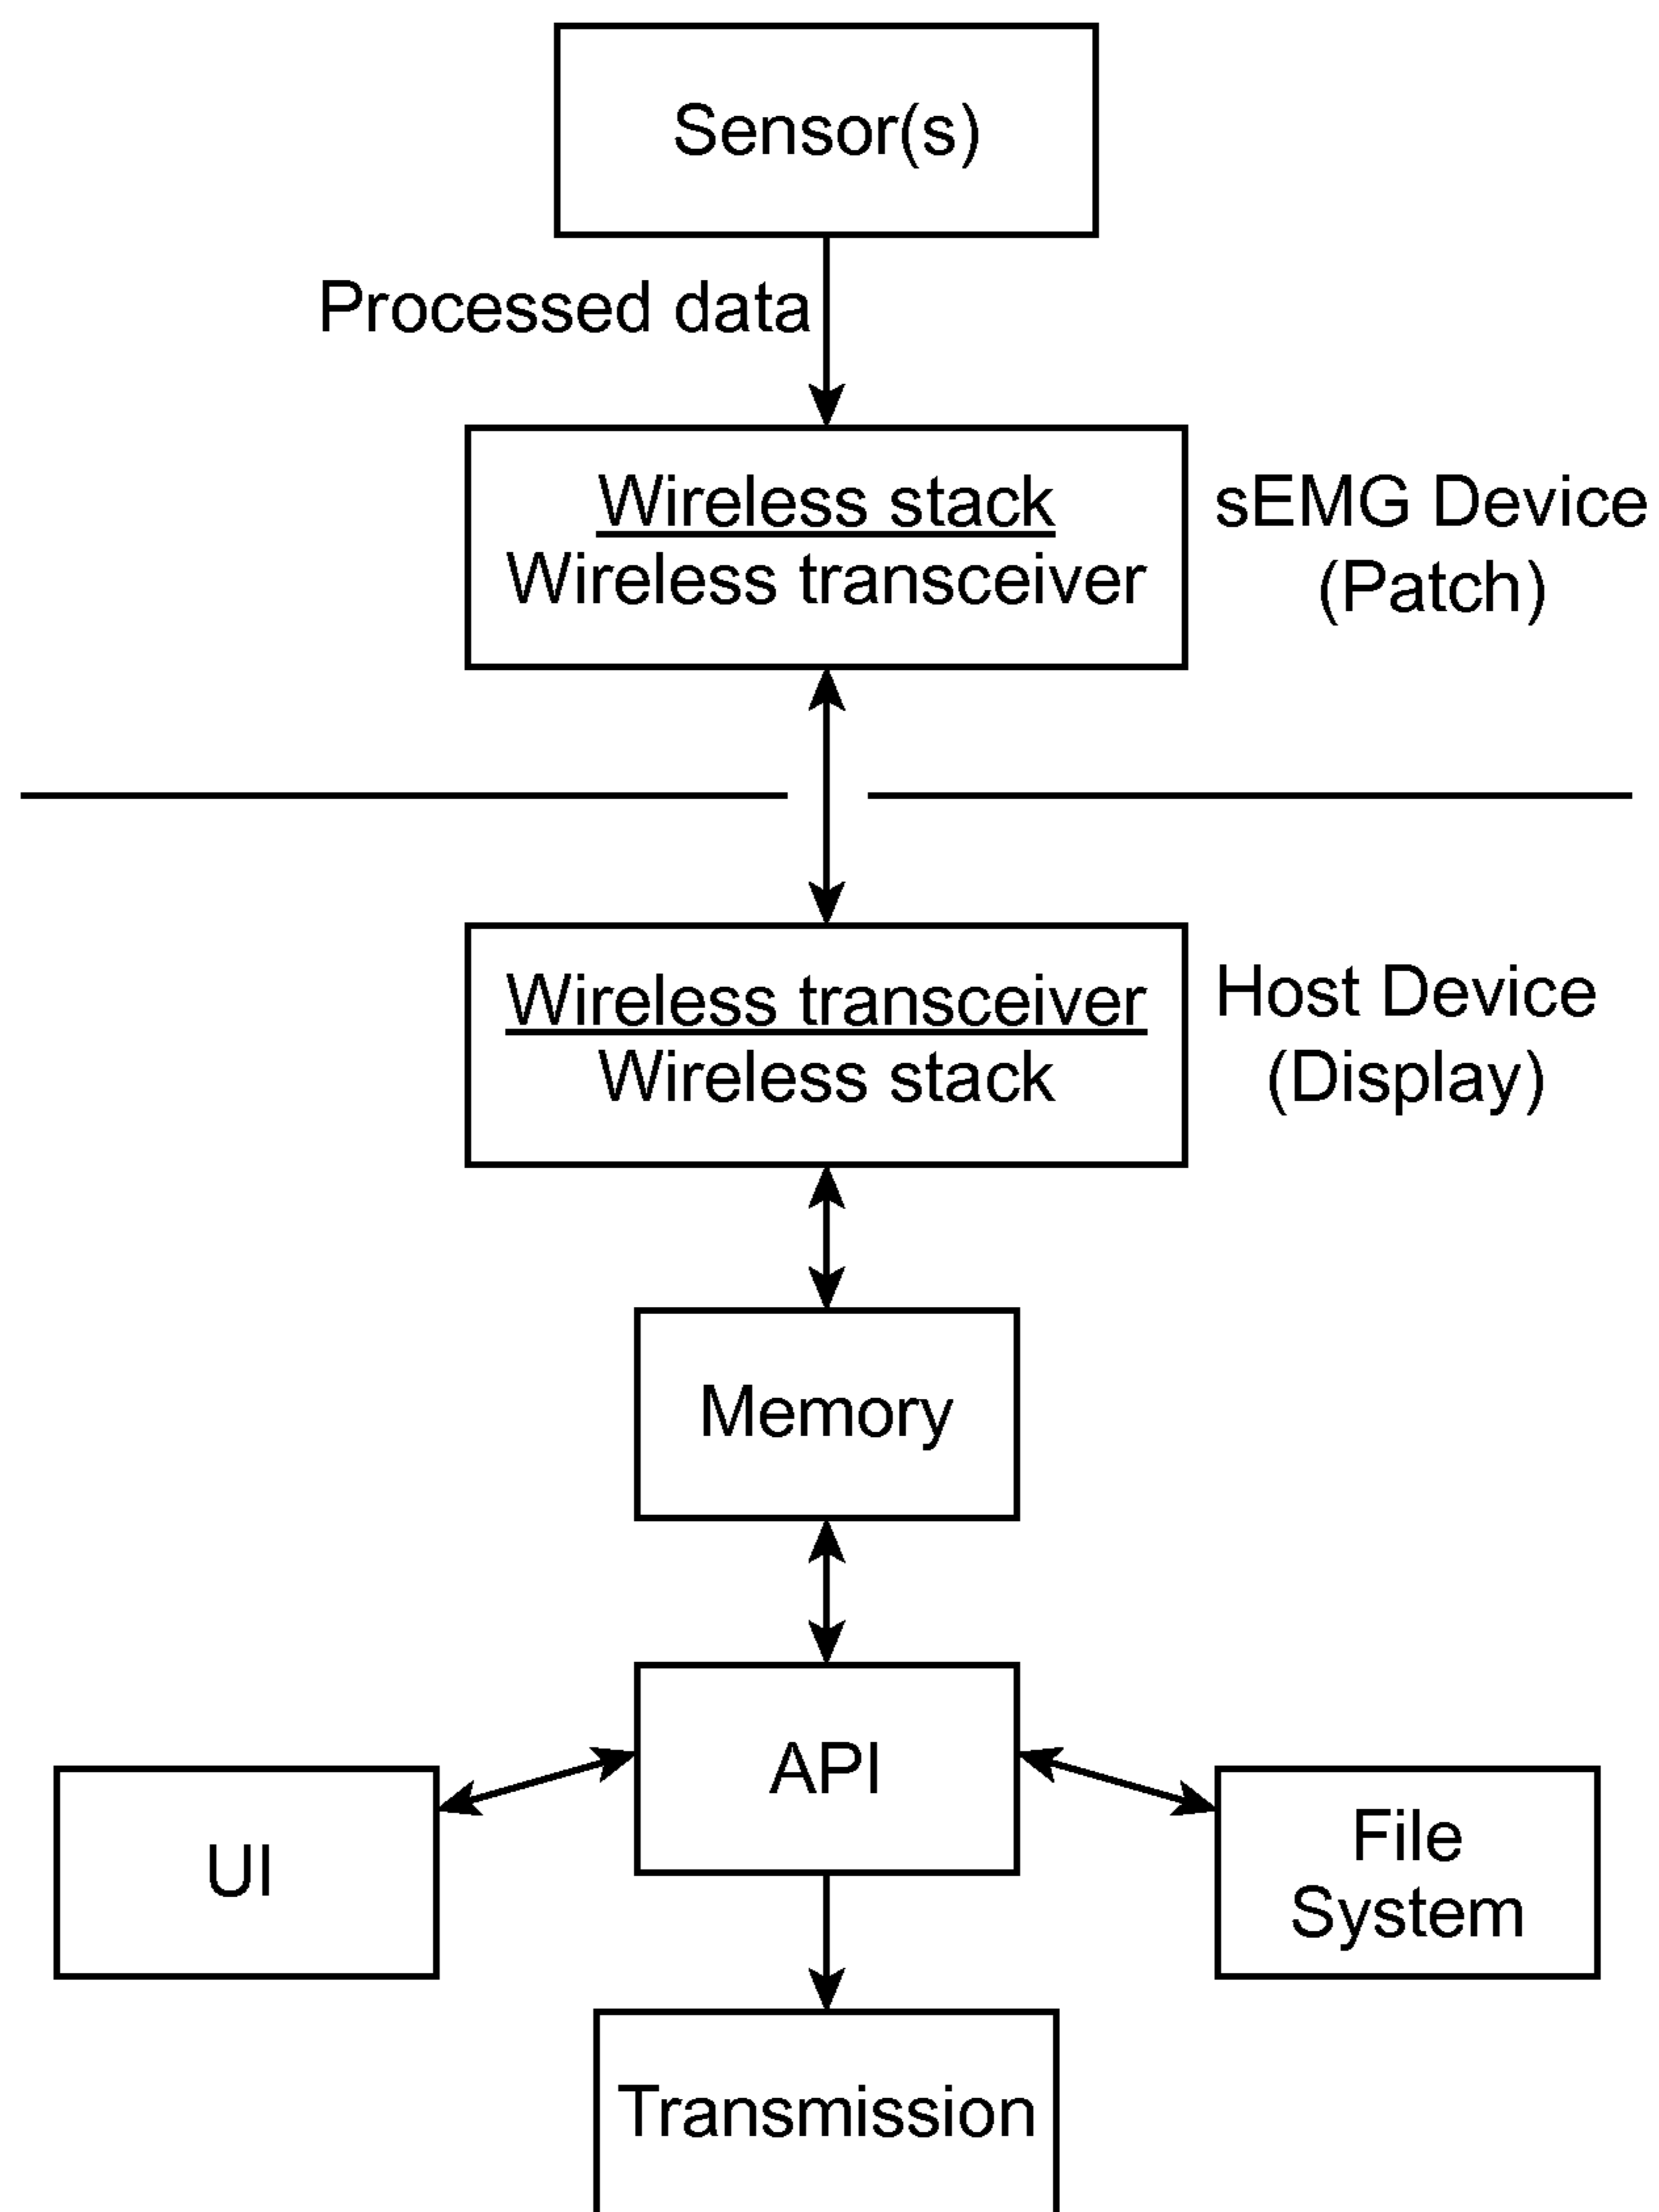 Sensor(s)
Processed data
Wireless stack
Wireless transceiver
sEMG Device
(Patch)
Wireless transceiver
Wireless stack
Host Device
(Display)
Memory
API
UI
File
System
Transmission